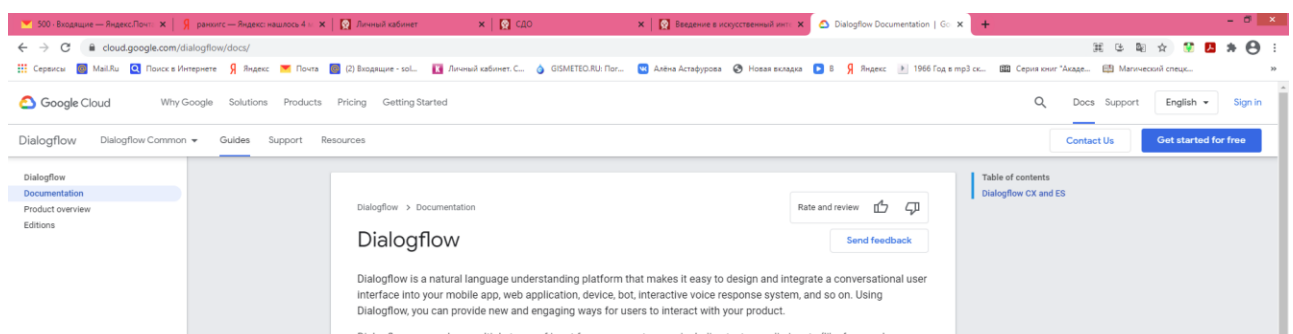 500 · Входящие — Яндекс.Почт
ранхигс — Яндекс: нашлось 4
Личный кабинет
СДО
Введение в искусственный инт
Dialogflow Documentation | Go
cloud.google.com/dialogflow/docs/
Сервисы
Mail.Ru
Поиск в Интернете
Яндекс
Почта
(2) Входящие - sol...
Личный кабинет. С...
GISMETEO.RU: Пог...
Алёна Астафурова
Новая вкладка
В
Яндекс
1966 Год в mp3 ск...
Серия книг "Акаде...
Магический спецк...
Google Cloud
Why Google
Solutions
Products
Pricing
Getting Started
Docs
Support
English
Sign in
Dialogflow
Dialogflow Common
Guides
Support
Resources
Contact Us
Get started for free
Dialogflow
Documentation
Product overview
Editions
Dialogflow > Documentation
Rate and review
Send feedback
Dialogflow
Dialogflow is a natural language understanding platform that makes it easy to design and integrate a conversational user
interface into your mobile app, web application, device, bot, interactive voice response system, and so on. Using
Dialogflow, you can provide new and engaging ways for users to interact with your product.
Table of contents
Dialogflow CX and ES